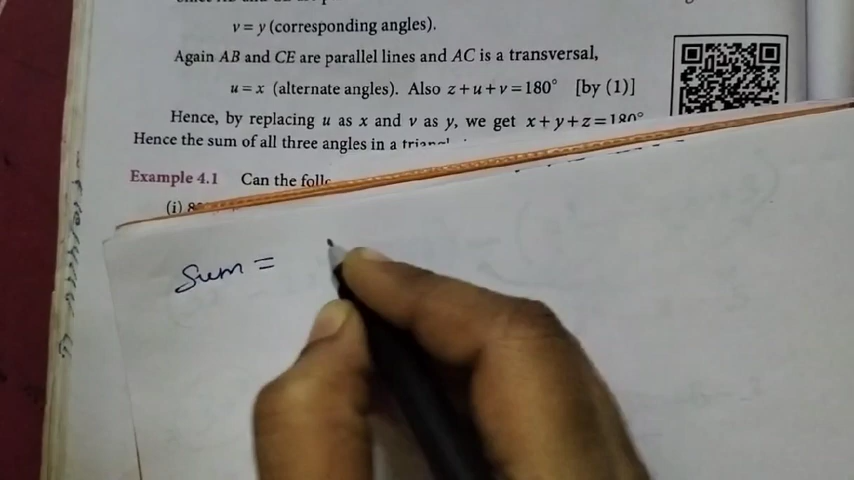 v = y (corresponding angles).
Again AB and CE are parallel lines and AC is a transversal,
u = x (alternate angles). Also z + u + v = 180° [by (1)]
Hence, by replacing u as x and v as y, we get x + y + z = 180°
Hence the sum of all three angles in a
Example 4.1 Can the
(i)
Sum =